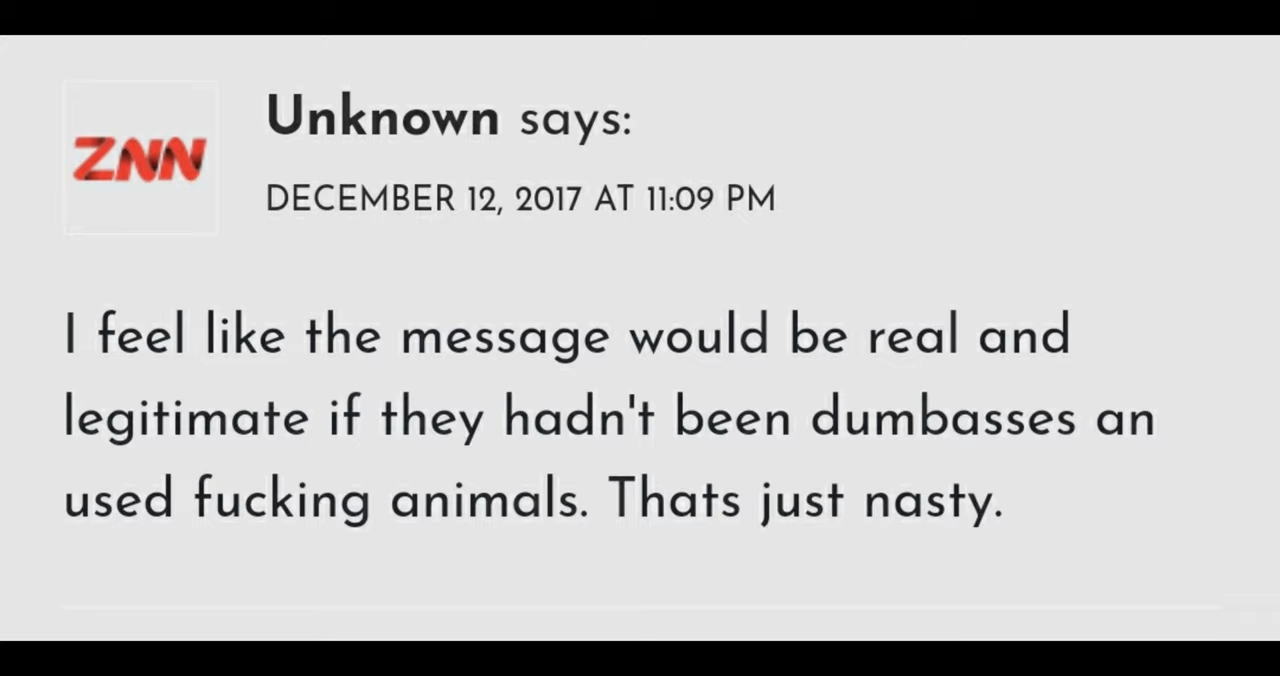 ZNN
Unknown says:
DECEMBER 12, 2017 AT 11:09 PM
I feel like the message would be real and
legitimate if they hadn't been dumbasses an
used fucking animals. Thats just nasty.